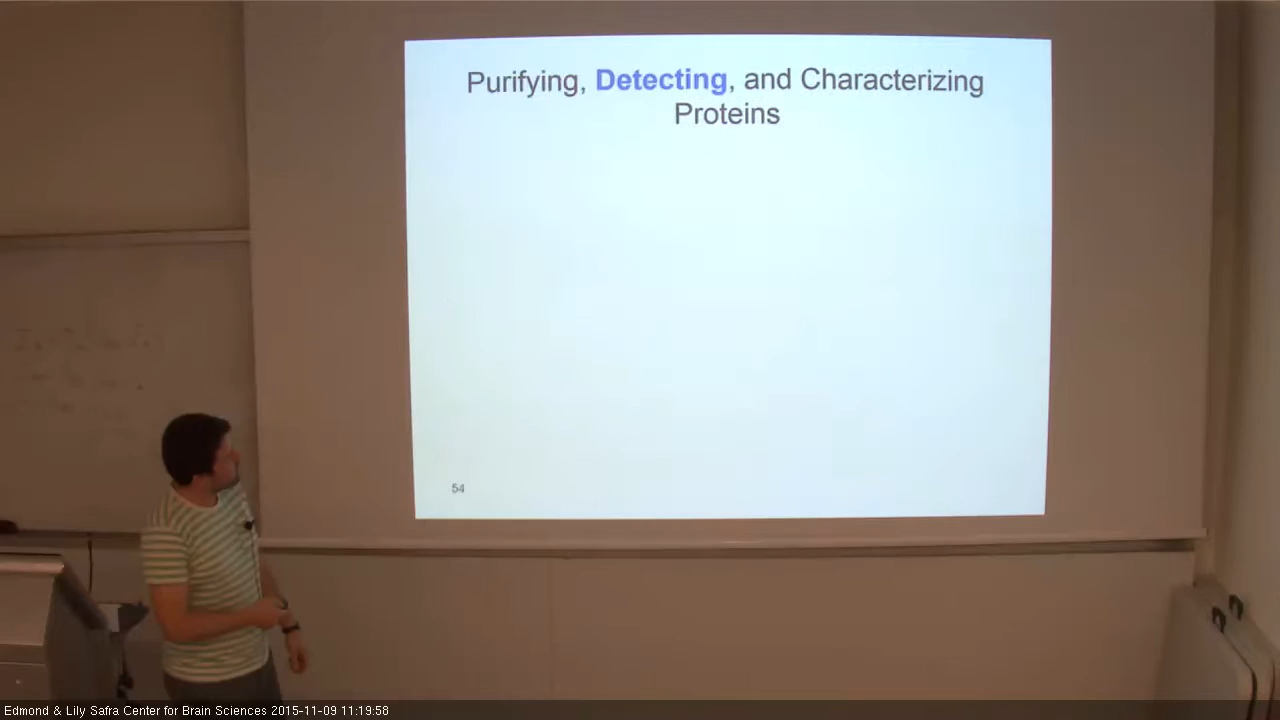 Purifying, Detecting, and Characterizing
Proteins
54
Edmond & Lily Safra Center for Brain Sciences 2015-11-09 11:19:58